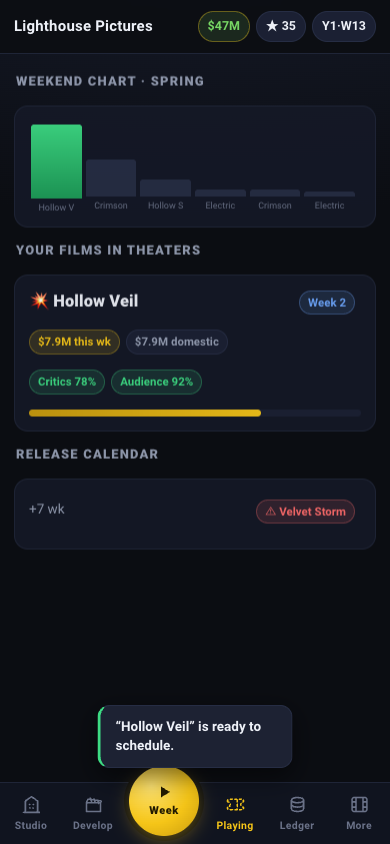 Lighthouse Pictures
$47M
★ 35
Y1·W13
WEEKEND CHART · SPRING
Hollow V
Crimson
Hollow S
Electric
Crimson
Electric
YOUR FILMS IN THEATERS
💥 Hollow Veil
Week 2
$7.9M this wk
$7.9M domestic
Critics 78%
Audience 92%
RELEASE CALENDAR
+7 wk
⚠ Velvet Storm
“Hollow Veil” is ready to
schedule.
Studio
Develop
Week
Playing
Ledger
More